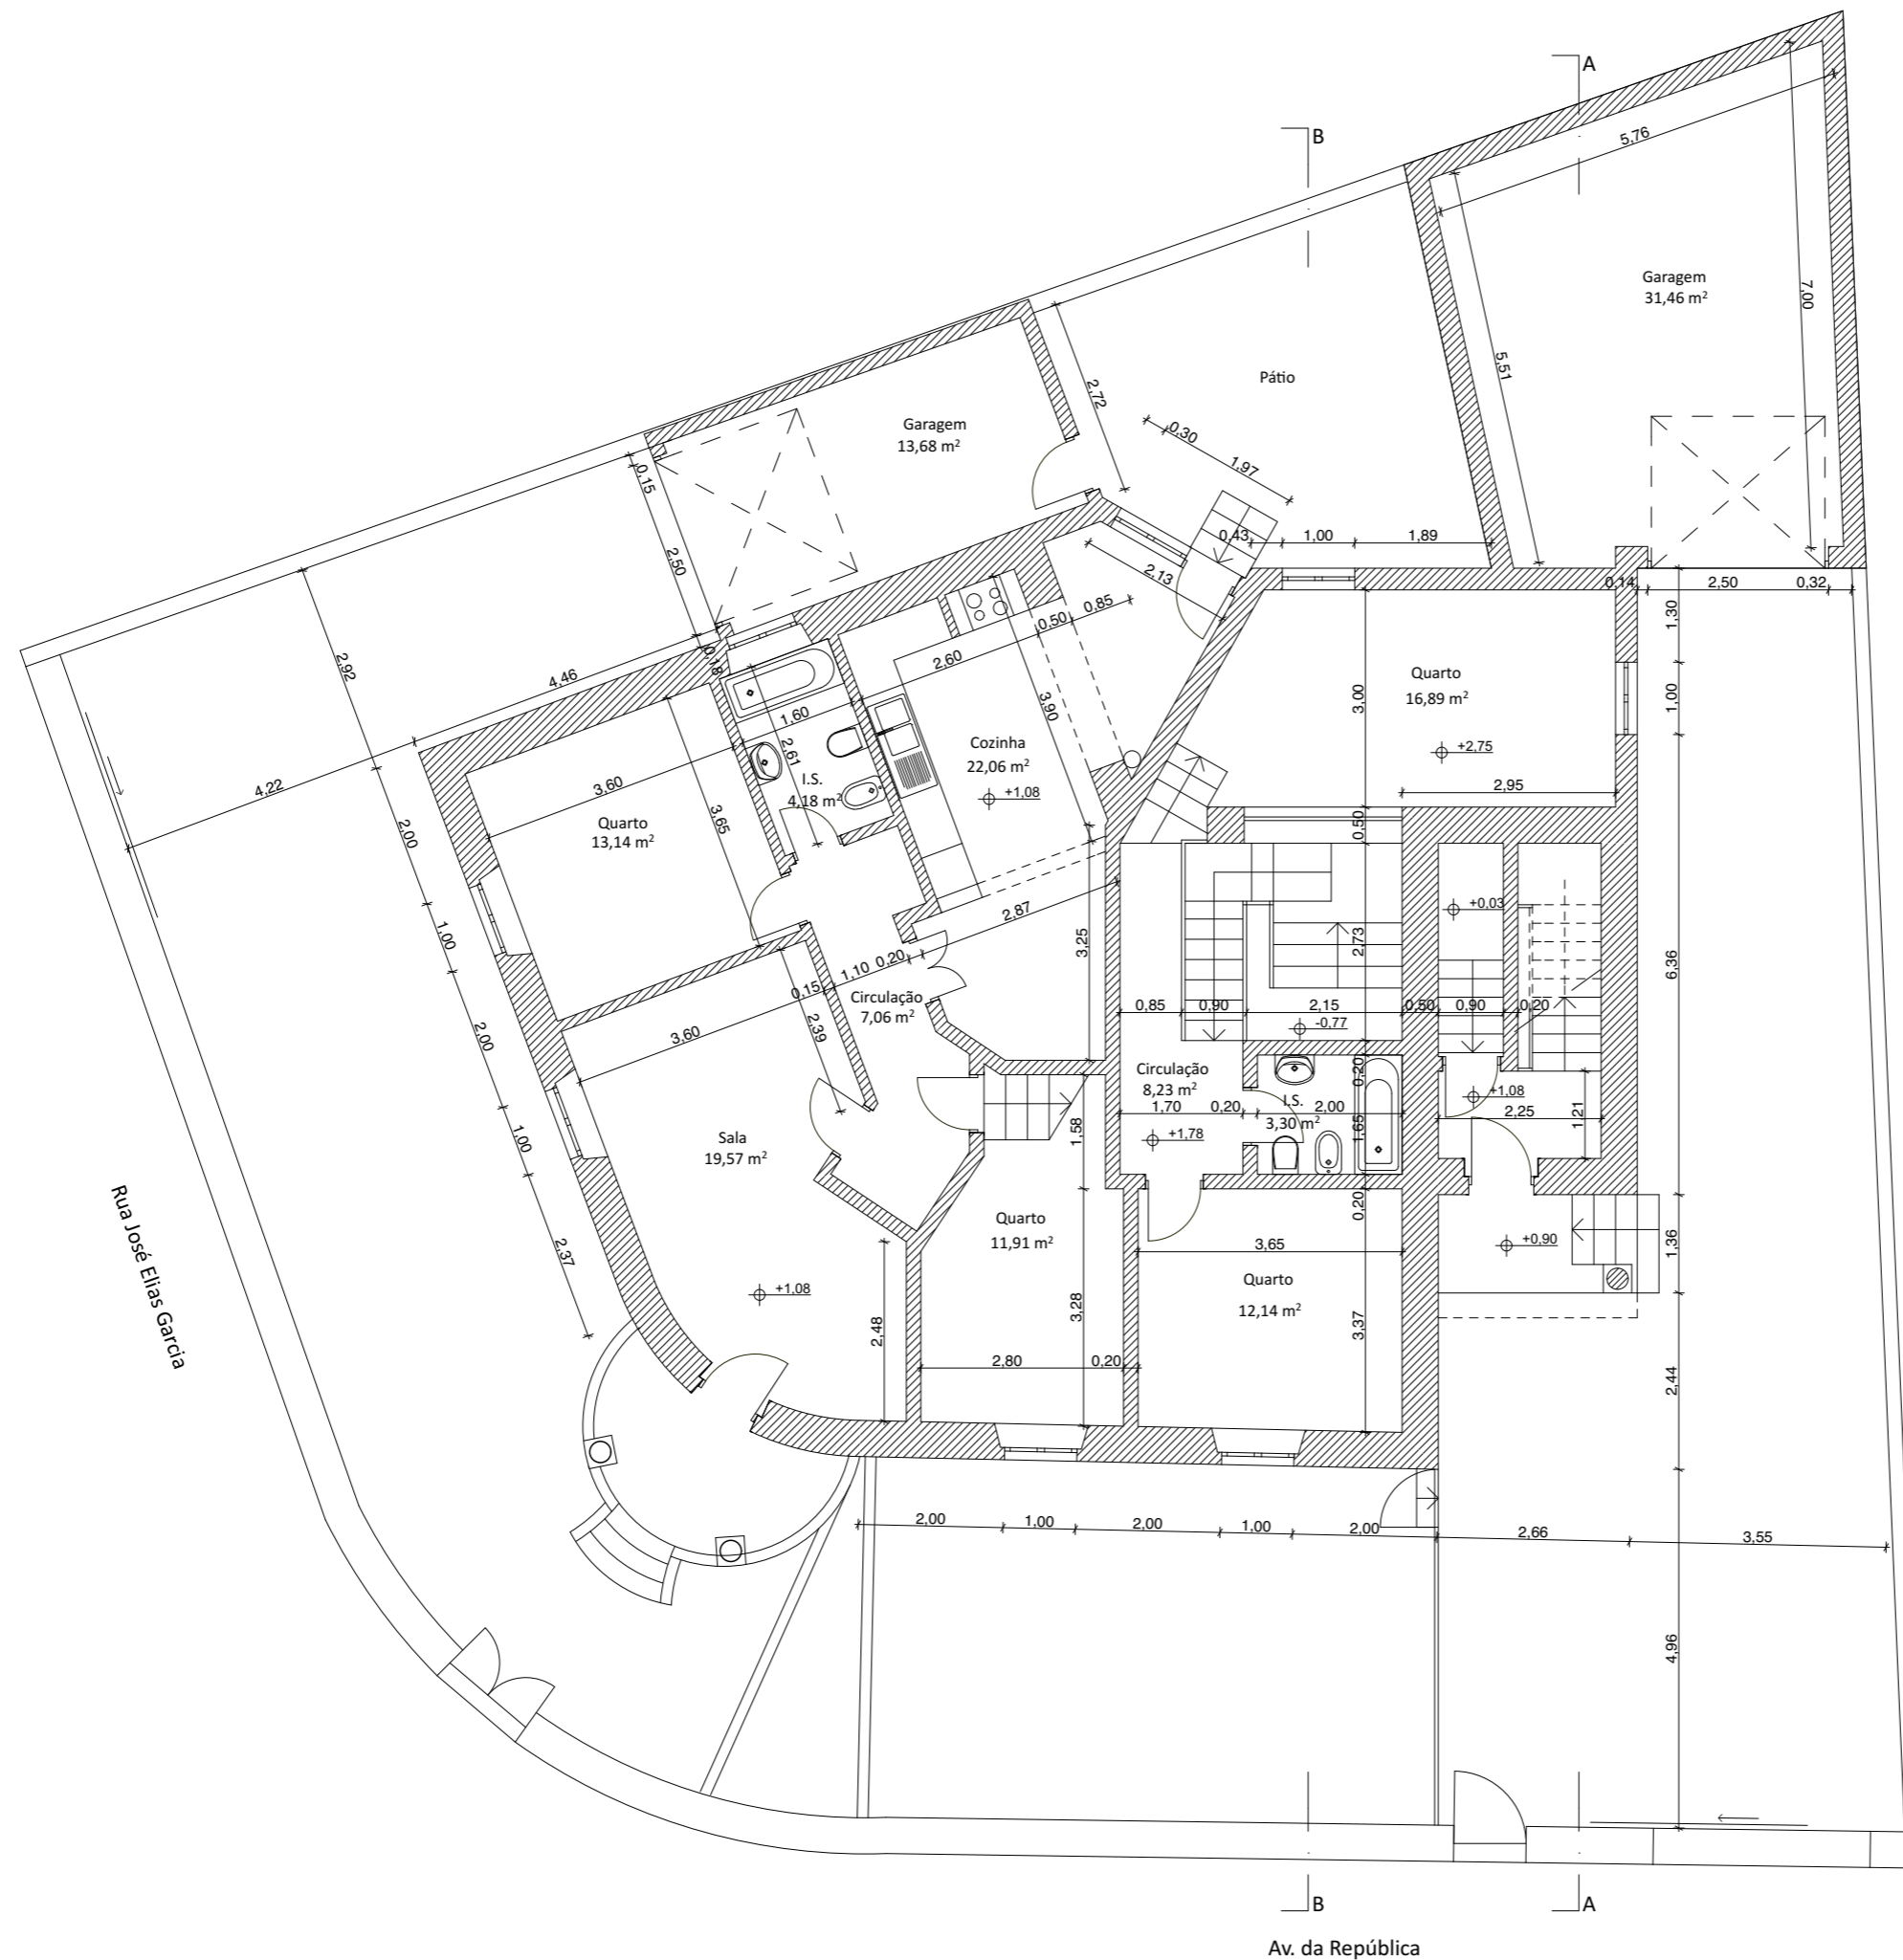 A
B
5,76
Garagem
31,46 m²
7,00
5,51
Pátio
2,72
0,30
1,97
Garagem
13,68 m²
0,15
2,50
0,43
1,00
1,89
2,13
0,14
2,50
0,32
1,30
2,92
4,46
0,18
2,60
0,50
0,85
Quarto
16,89 m²
3,00
1,00
+2,75
2,95
4,22
3,60
1,60
2,61
I.S.
4,18 m²
3,90
Cozinha
22,06 m²
+1,08
2,00
Quarto
13,14 m²
3,65
0,50
2,87
3,25
+0,03
2,73
6,36
1,00
0,15
1,10
0,20
Circulação
7,06 m²
2,39
3,60
2,00
0,85
0,90
2,15
0,50
0,90
0,20
-0,77
Circulação
8,23 m²
0,20
I.S.
3,30 m²
1,70
0,20
2,00
1,65
+1,78
+1,08
2,25
1,21
1,00
Sala
19,57 m²
1,58
0,20
Rua José Elias Garcia
2,37
Quarto
11,91 m²
3,65
+0,90
1,36
+1,08
2,48
3,28
Quarto
12,14 m²
3,37
2,80
0,20
2,44
2,00
1,00
2,00
1,00
2,00
2,66
3,55
4,96
B
A
Av. da República